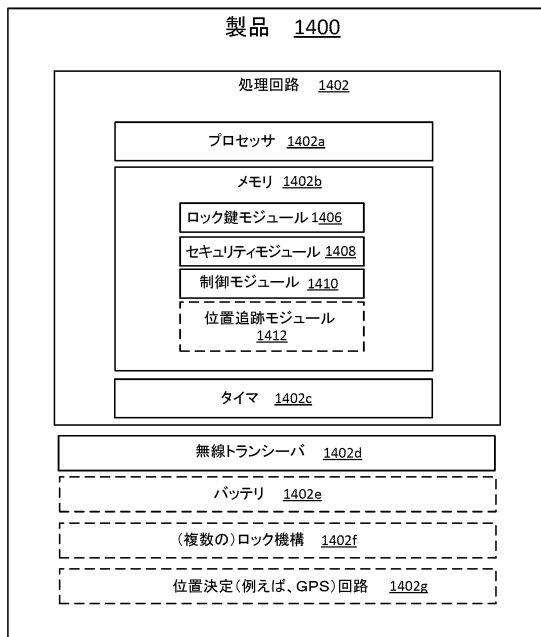 製品 1400
処理回路 1402
プロセッサ 1402a
メモリ 1402b
ロック鍵モジュール 1406
セキュリティモジュール 1408
制御モジュール 1410
位置追跡モジュール
1412
タイマ 1402c
無線トランシーバ 1402d
バッテリ 1402e
(複数の)ロック機構 1402f
位置決定(例えば、GPS)回路 1402g